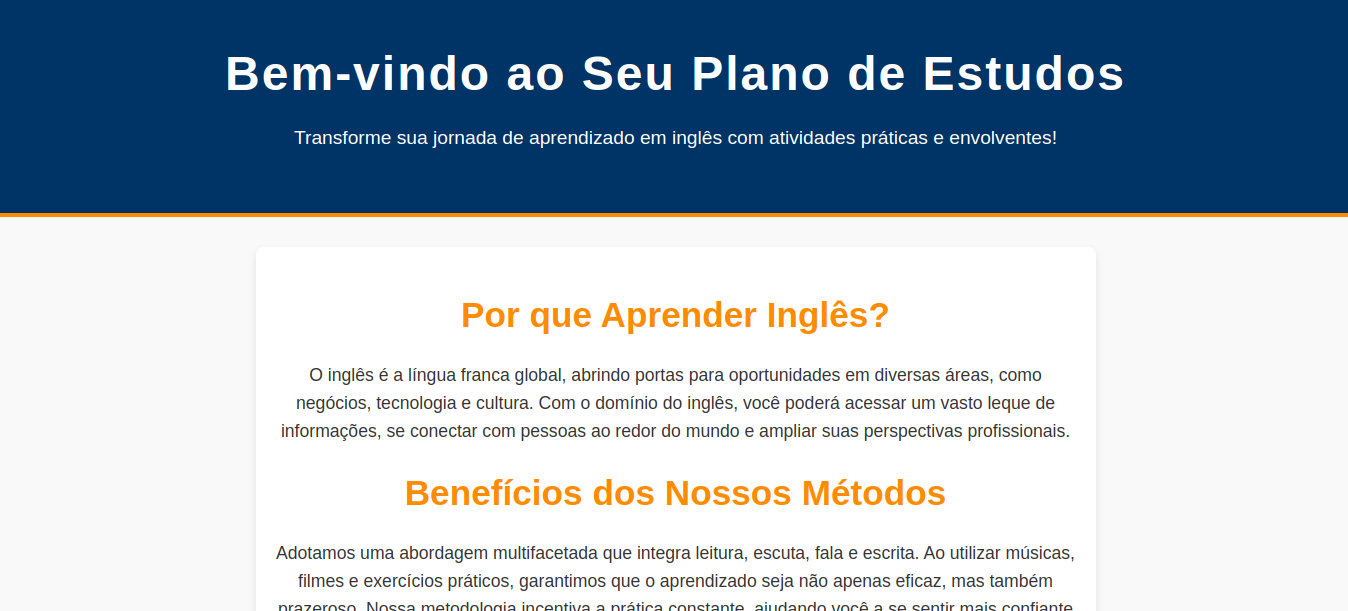 Bem-vindo ao Seu Plano de Estudos
Transforme sua jornada de aprendizado em inglês com atividades práticas e envolventes!
Por que Aprender Inglês?
O inglês é a língua franca global, abrindo portas para oportunidades em diversas áreas, como
negócios, tecnologia e cultura. Com o domínio do inglês, você poderá acessar um vasto leque de
informações, se conectar com pessoas ao redor do mundo e ampliar suas perspectivas profissionais.
Benefícios dos Nossos Métodos
Adotamos uma abordagem multifacetada que integra leitura, escuta, fala e escrita. Ao utilizar músicas,
filmes e exercícios práticos, garantimos que o aprendizado seja não apenas eficaz, mas também
prazeroso. Nossa metodologia incentiva a prática constante, ajudando você a se sentir mais confiante